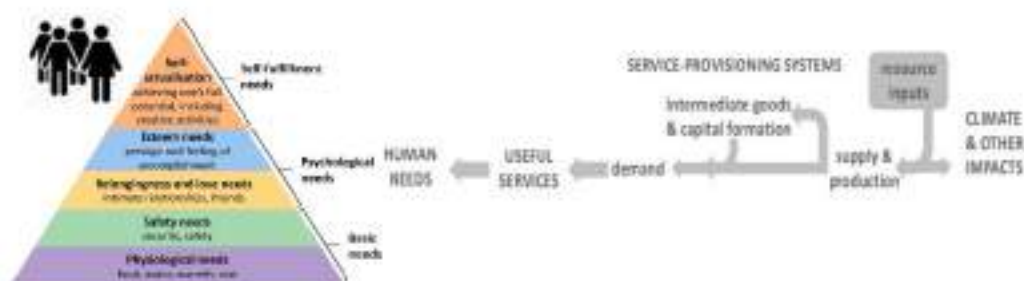 Self-
actualisation
achieving one's full
potential, including
creative activities
Esteem needs
prestige and feeling of
accomplishment
Belongingness and love needs
intimate relationships, friends
Safety needs
security, safety
Physiological needs
food, water, warmth, rest
Self-fulfillment
needs
Psychological
needs
Basic
needs
HUMAN
NEEDS
USEFUL
SERVICES
demand
SERVICE-PROVISIONING SYSTEMS
Intermediate goods
& capital formation
supply &
production
resource
inputs
CLIMATE
& OTHER
IMPACTS